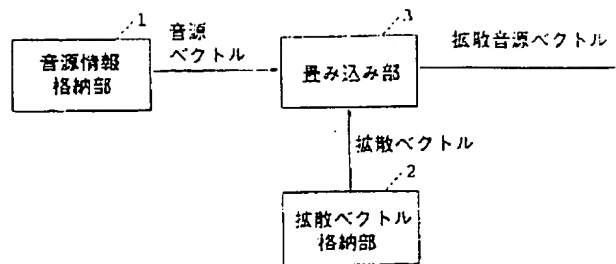 1
音源情報
格納部
音源
ベクトル
3
畳み込み部
拡散音源ベクトル
拡散ベクトル
2
拡散ベクトル
格納部